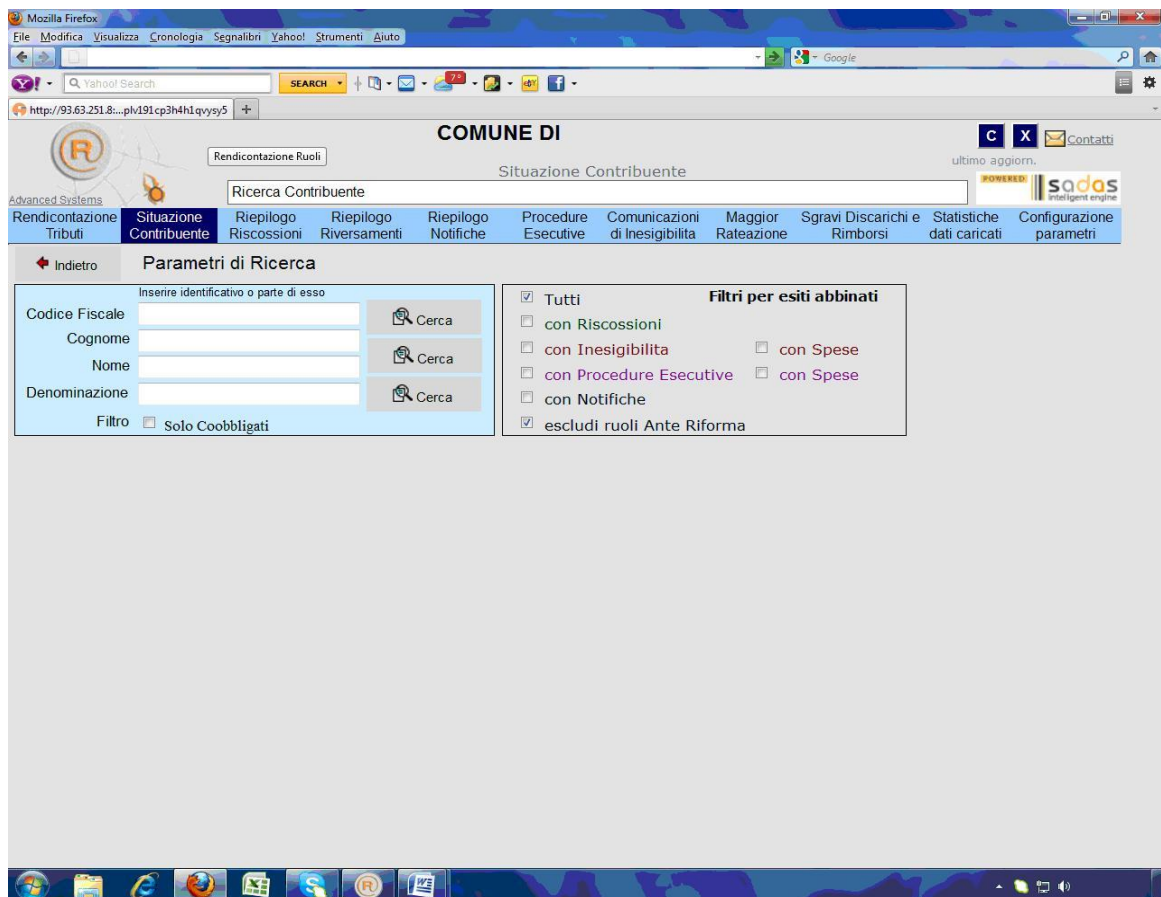 Mozilla Firefox
File Modifica Visualizza Cronologia Segnalibri Yahoo! Strumenti Aiuto
Google
Y! Yahoo! Search SEARCH 7° ebY f
http://93.63.251.8:...plv191cp3h4h1qvysy5 +
COMUNE DI
R C X Contatti
Rendicontazione Ruoli
Situazione Contribuente
ultimo aggiorn.
POWERED sadas
intelligent engine
Advanced Systems
Ricerca Contribuente
Rendicontazione Situazione Riepilogo Riepilogo Riepilogo Procedure Comunicazioni Maggior Sgravi Discarichi e Statistiche Configurazione
Tributi Contribuente Riscossioni Riversamenti Notifiche Esecutive di Inesigibilita Rateazione Rimborsi dati caricati parametri
Indietro Parametri di Ricerca
Inserire identificativo o parte di esso
Codice Fiscale Cerca
Cognome
Nome Cerca
Denominazione Cerca
Filtro Solo Coobbligati
Tutti Filtri per esiti abbinati
con Riscossioni
con Inesigibilita con Spese
con Procedure Esecutive con Spese
con Notifiche
escludi ruoli Ante Riforma